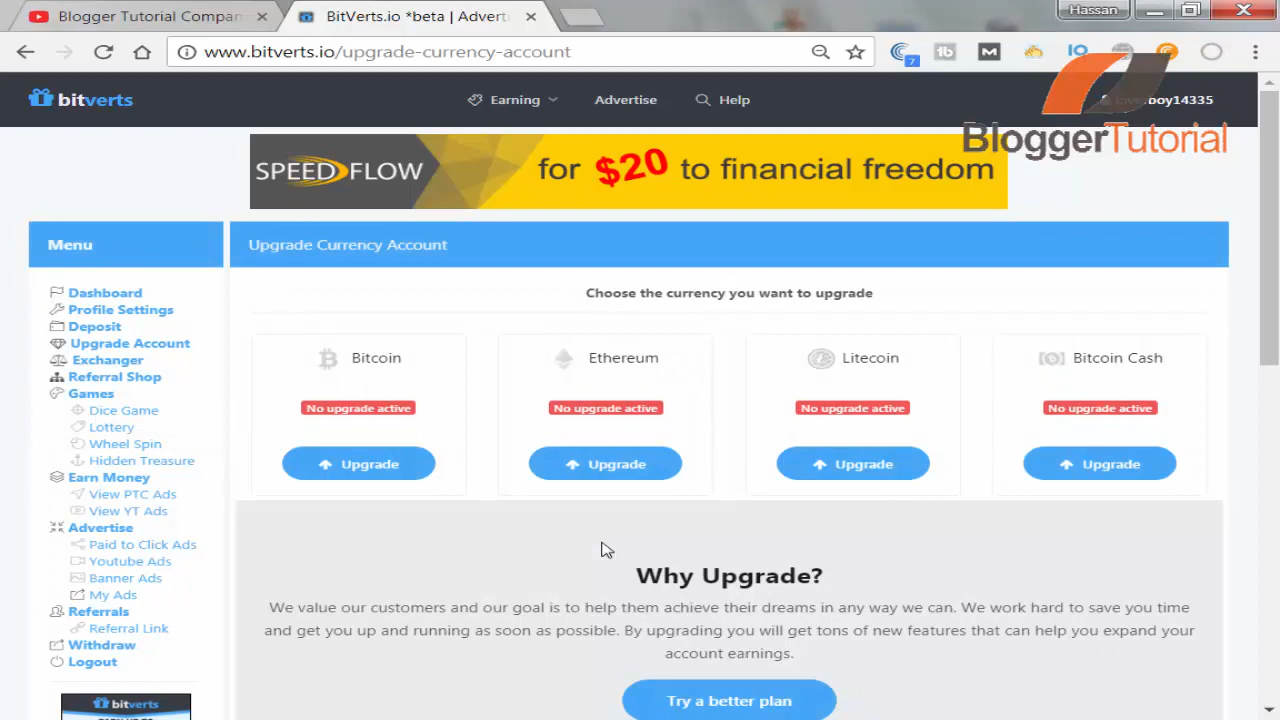 Blogger Tutorial Compan
BitVerts.io *beta | Advert
Hassan
www.bitverts.io/upgrade-currency-account
7
bitverts
Earning
Advertise
Help
boy14335
BloggerTutorial
SPEEDFLOW
for $20 to financial freedom
Menu
Upgrade Currency Account
Dashboard
Profile Settings
Deposit
Upgrade Account
Exchanger
Referral Shop
Games
Dice Game
Lottery
Wheel Spin
Hidden Treasure
Earn Money
View PTC Ads
View YT Ads
Advertise
Paid to Click Ads
Youtube Ads
Banner Ads
My Ads
Referrals
Referral Link
Withdraw
Logout
bitverts
Choose the currency you want to upgrade
Bitcoin
Ethereum
Litecoin
Bitcoin Cash
No upgrade active
No upgrade active
No upgrade active
No upgrade active
Upgrade
Upgrade
Upgrade
Upgrade
Why Upgrade?
We value our customers and our goal is to help them achieve their dreams in any way we can. We work hard to save you time
and get you up and running as soon as possible. By upgrading you will get tons of new features that can help you expand your
account earnings.
Try a better plan